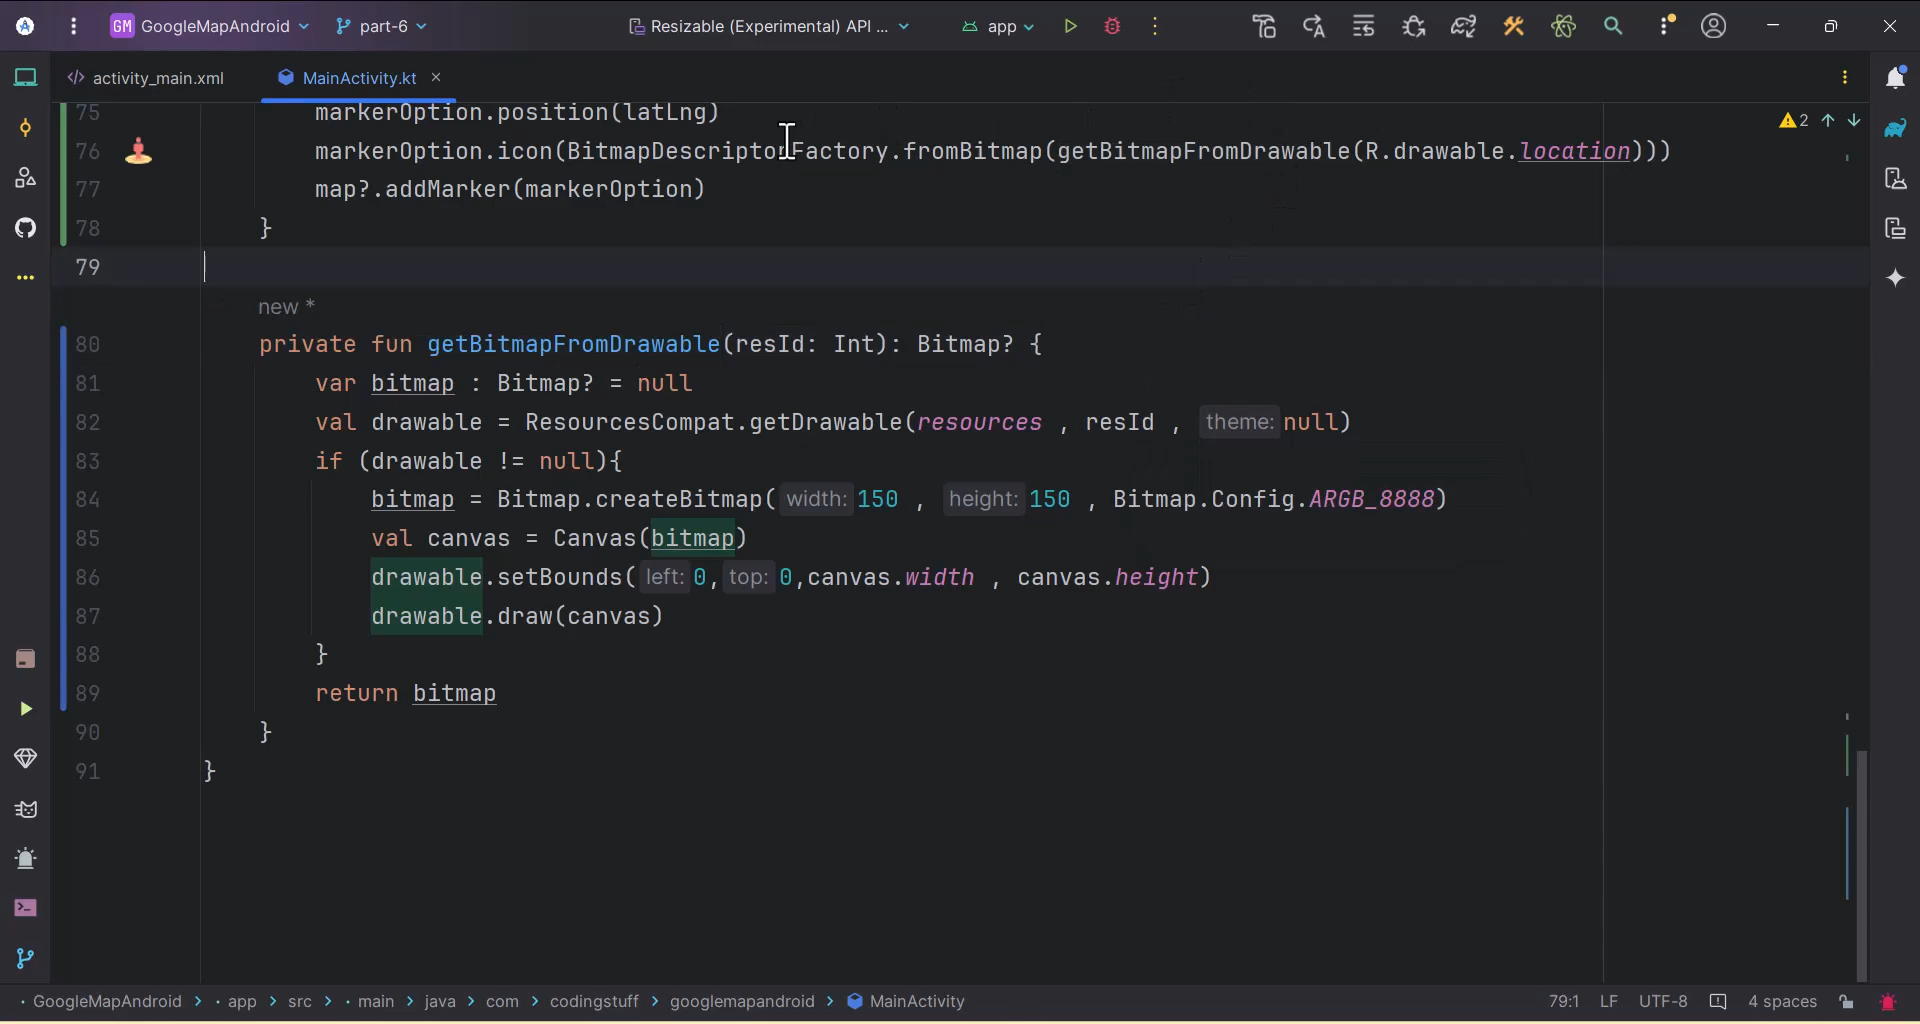 GM GoogleMapAndroid part-6 Resizable (Experimental) API ... app
activity_main.xml MainActivity.kt
75 markerOption.position(latLng)
2
76 markerOption.icon(BitmapDescriptorFactory.fromBitmap(getBitmapFromDrawable(R.drawable.location)))
77 map?.addMarker(markerOption)
78 }
79
new *
80 private fun getBitmapFromDrawable(resId: Int): Bitmap? {
81 var bitmap : Bitmap? = null
82 val drawable = ResourcesCompat.getDrawable(resources , resId , theme: null)
83 if (drawable != null){
84 bitmap = Bitmap.createBitmap( width: 150 , height: 150 , Bitmap.Config.ARGB_8888)
85 val canvas = Canvas(bitmap)
86 drawable.setBounds( left: 0, top: 0,canvas.width , canvas.height)
87 drawable.draw(canvas)
88 }
89 return bitmap
90 }
91 }
GoogleMapAndroid > app > src > main > java > com > codingstuff > googlemapandroid > MainActivity 79:1 LF UTF-8 4 spaces